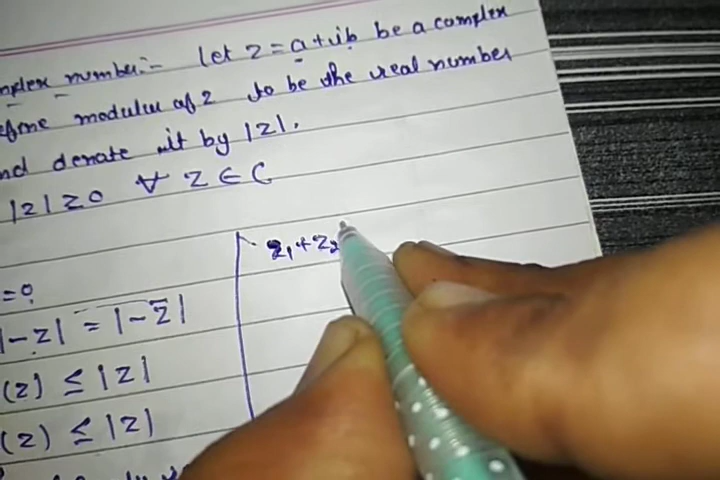 mplex number:- Let z = a + ib be a complex
efine modulus of z to be the real number
nd denote it by |z|.
|z| ≥ 0 ∀ z ∈ C
z₁ + z₂
= 0
|-z| = |-z̄|
(z) ≤ |z|
(z) ≤ |z|